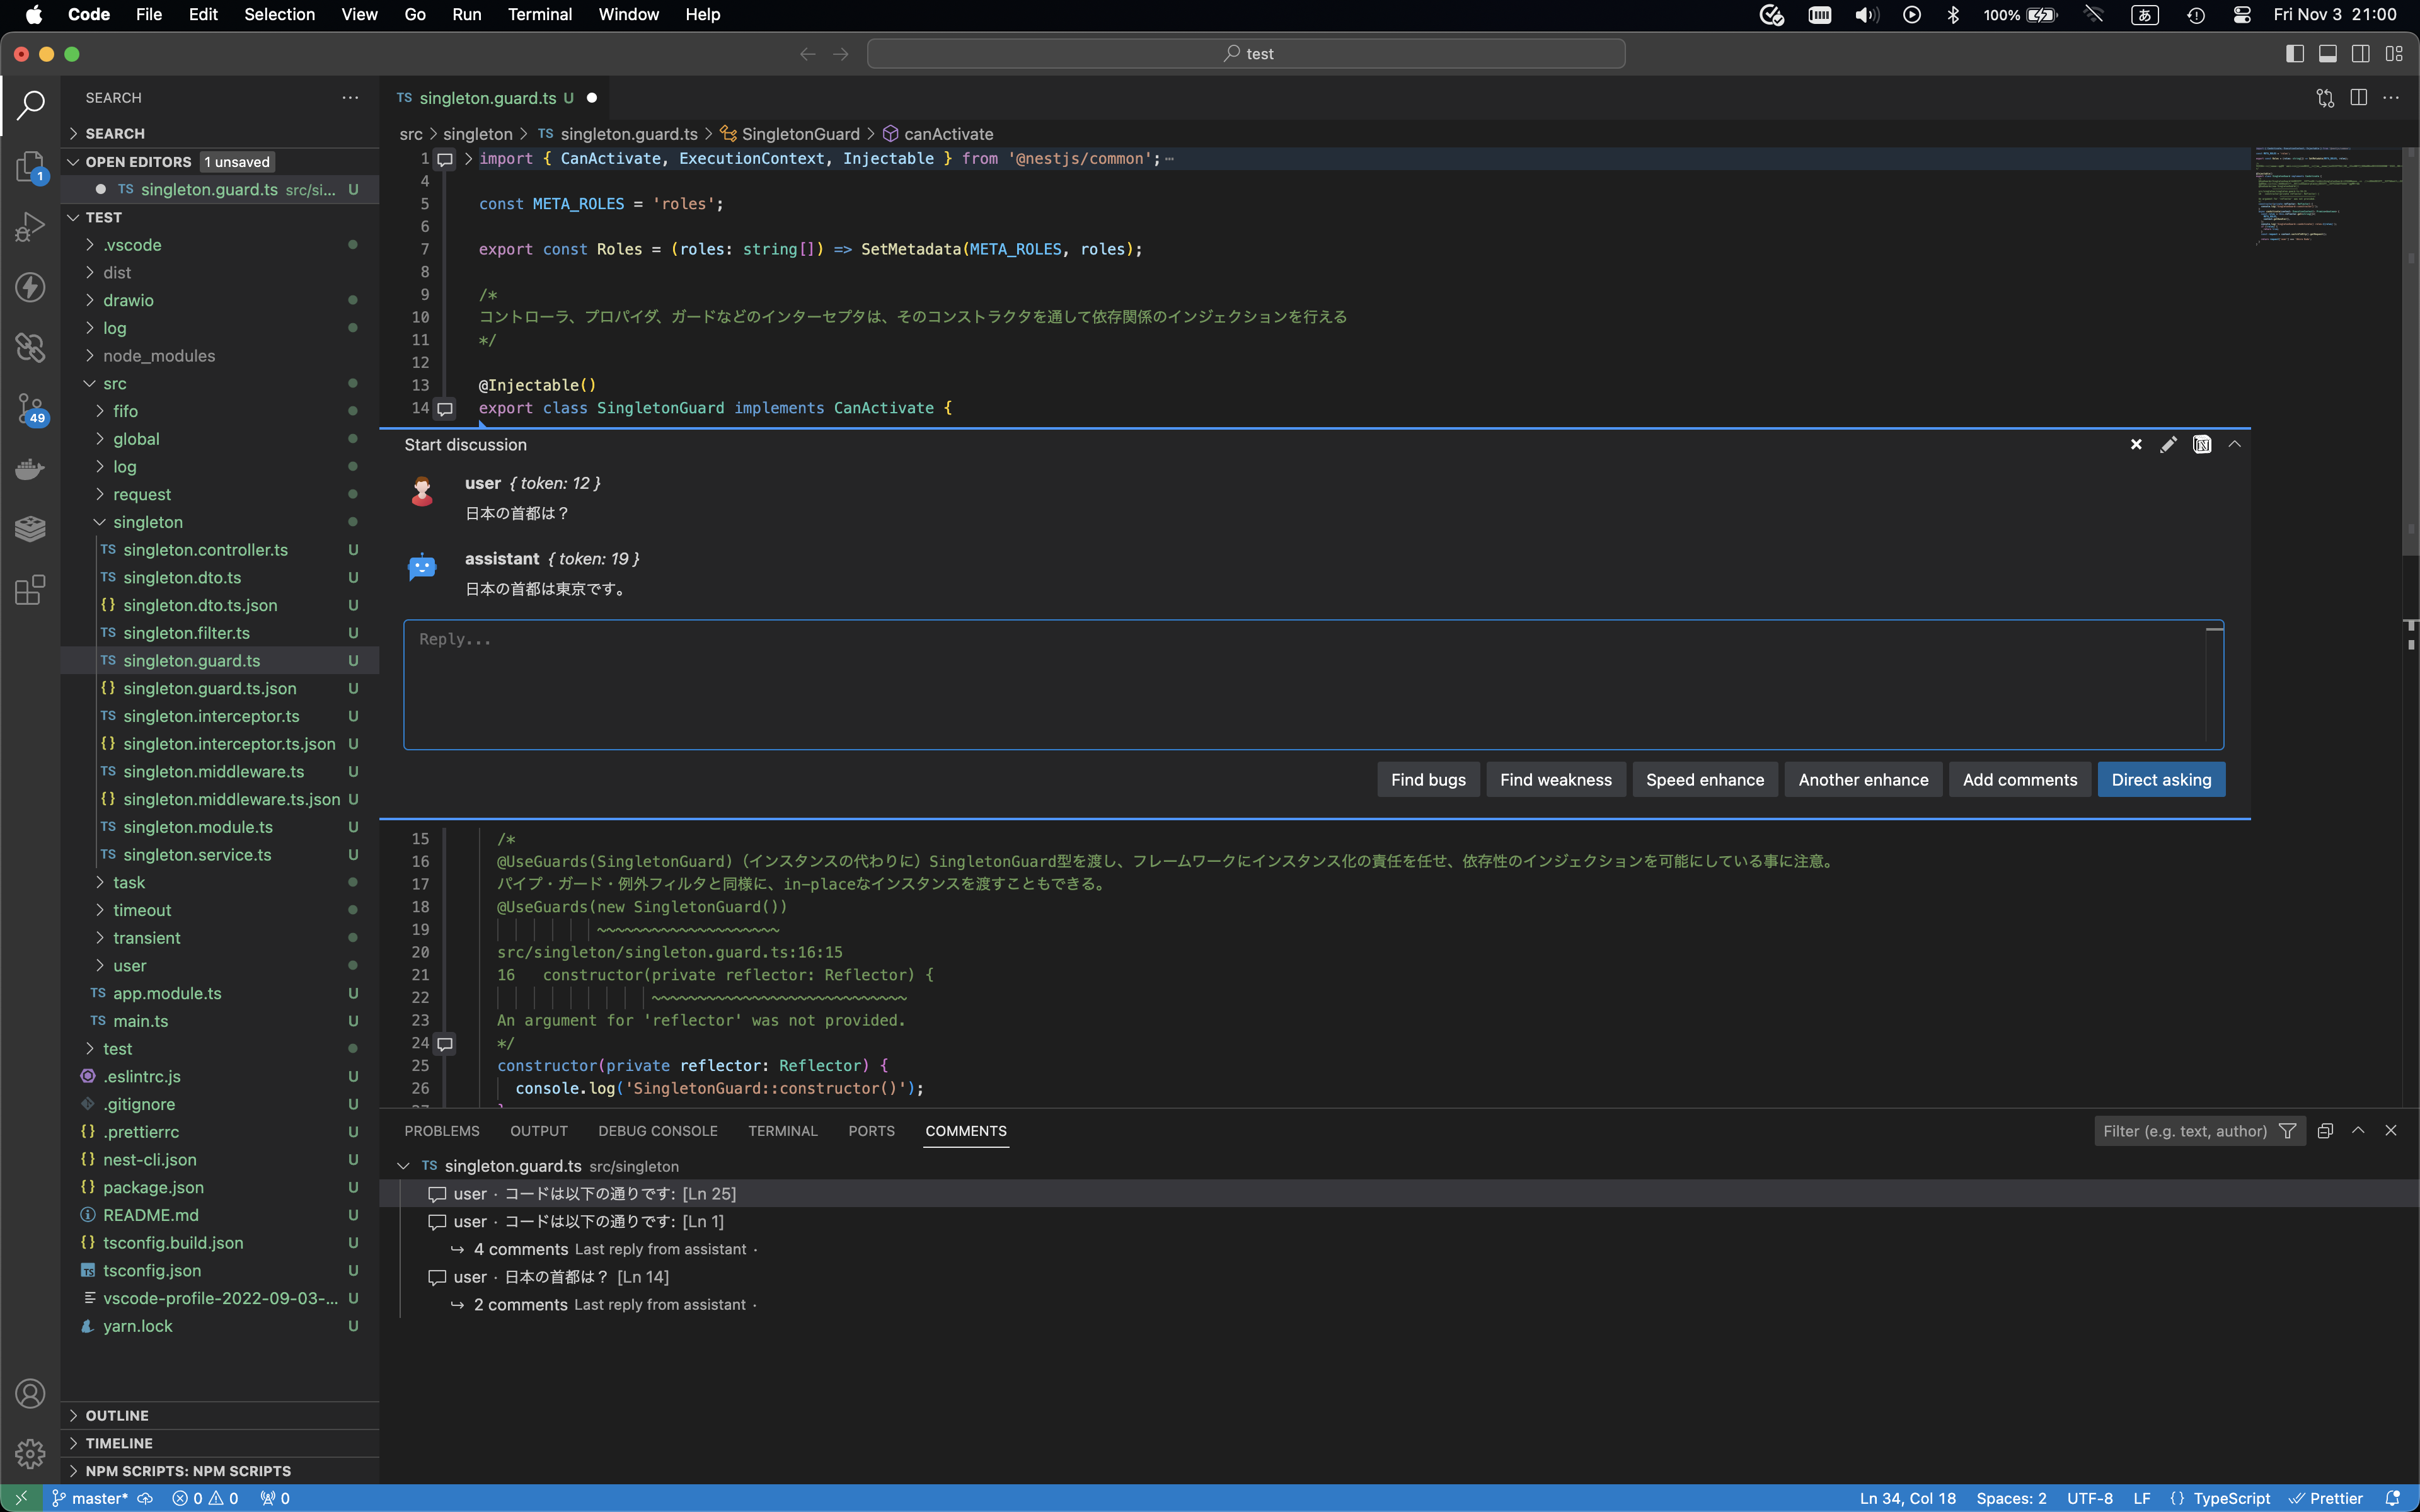 Code File Edit Selection View Go Run Terminal Window Help
100% あ Fri Nov 3 21:00
test
SEARCH
SEARCH
OPEN EDITORS 1 unsaved
TS singleton.guard.ts src/si... U
TEST
.vscode
dist
drawio
log
node_modules
src
fifo
global
log
request
singleton
TS singleton.controller.ts U
TS singleton.dto.ts U
{} singleton.dto.ts.json U
TS singleton.filter.ts U
TS singleton.guard.ts U
{} singleton.guard.ts.json U
TS singleton.interceptor.ts U
{} singleton.interceptor.ts.json U
TS singleton.middleware.ts U
{} singleton.middleware.ts.json U
TS singleton.module.ts U
TS singleton.service.ts U
task
timeout
transient
user
TS app.module.ts U
TS main.ts U
test
.eslintrc.js U
.gitignore U
{} .prettierrc U
{} nest-cli.json U
{} package.json U
README.md U
{} tsconfig.build.json U
TS tsconfig.json U
vscode-profile-2022-09-03-... U
yarn.lock U
OUTLINE
TIMELINE
NPM SCRIPTS: NPM SCRIPTS
1
49
TS singleton.guard.ts U
src > singleton > TS singleton.guard.ts > SingletonGuard > canActivate
1 import { CanActivate, ExecutionContext, Injectable } from '@nestjs/common';
4
5 const META_ROLES = 'roles';
6
7 export const Roles = (roles: string[]) => SetMetadata(META_ROLES, roles);
8
9 /*
10 コントローラ、プロパイダ、ガードなどのインターセプタは、そのコンストラクタを通して依存関係のインジェクションを行える
11 */
12
13 @Injectable()
14 export class SingletonGuard implements CanActivate {
Start discussion
user { token: 12 }
日本の首都は？
assistant { token: 19 }
日本の首都は東京です。
Reply...
Find bugs Find weakness Speed enhance Another enhance Add comments Direct asking
15 /*
16 @UseGuards(SingletonGuard)（インスタンスの代わりに）SingletonGuard型を渡し、フレームワークにインスタンス化の責任を任せ、依存性のインジェクションを可能にしている事に注意。
17 パイプ・ガード・例外フィルタと同様に、in-placeなインスタンスを渡すこともできる。
18 @UseGuards(new SingletonGuard())
19 ~~~~~~~~~~~~~~~~~~~~
20 src/singleton/singleton.guard.ts:16:15
21 16 constructor(private reflector: Reflector) {
22 ~~~~~~~~~~~~~~~~~~~~~~~~~~~~
23 An argument for 'reflector' was not provided.
24 */
25 constructor(private reflector: Reflector) {
26 console.log('SingletonGuard::constructor()');
PROBLEMS OUTPUT DEBUG CONSOLE TERMINAL PORTS COMMENTS Filter (e.g. text, author)
TS singleton.guard.ts src/singleton
user · コードは以下の通りです: [Ln 25]
user · コードは以下の通りです: [Ln 1]
4 comments Last reply from assistant ·
user · 日本の首都は？ [Ln 14]
2 comments Last reply from assistant ·
master* 0 0 0 Ln 34, Col 18 Spaces: 2 UTF-8 LF {} TypeScript Prettier